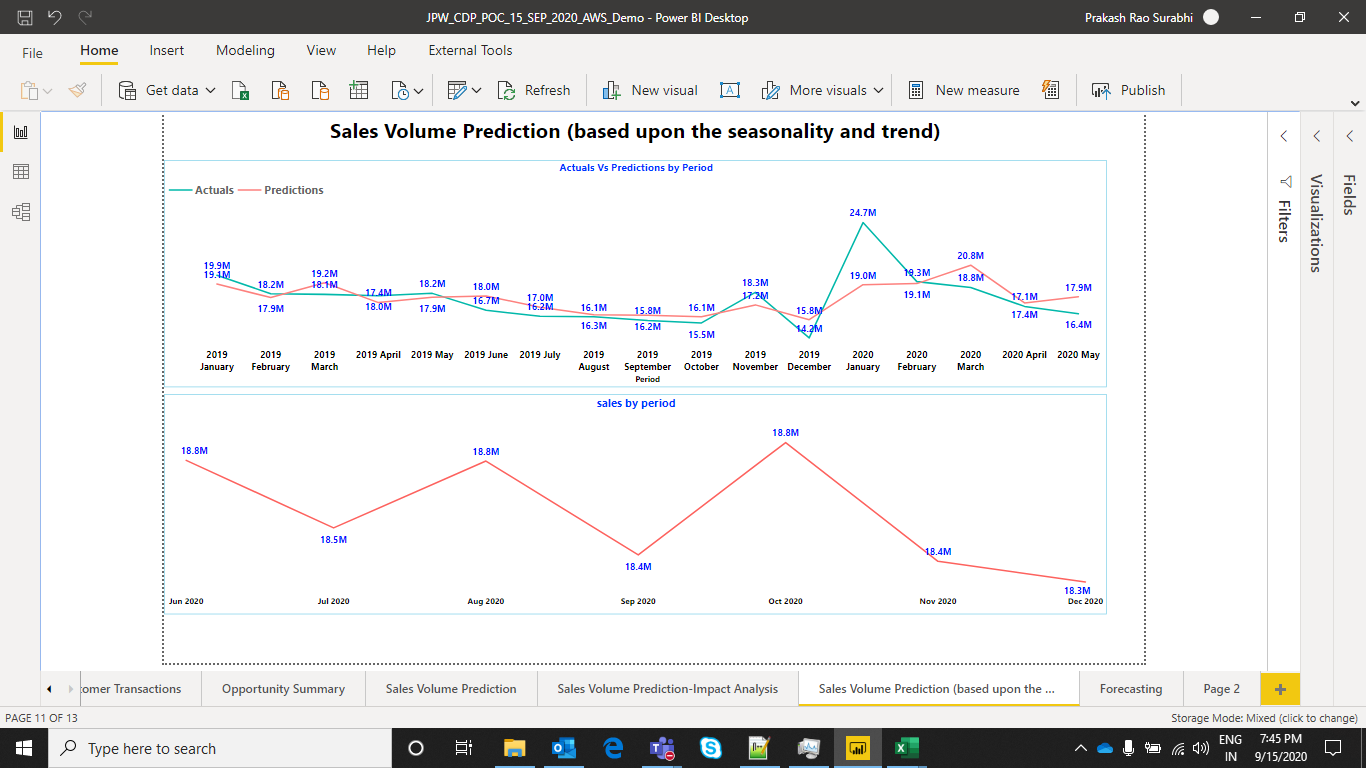 JPW_CDP_POC_15_SEP_2020_AWS_Demo - Power BI Desktop
Prakash Rao Surabhi
File Home Insert Modeling View Help External Tools
Get data Refresh New visual A More visuals New measure Publish
Sales Volume Prediction (based upon the seasonality and trend)
Actuals Vs Predictions by Period
Actuals Predictions
24.7M
20.8M
19.9M
19.1M 19.2M 19.0M 19.3M 18.8M
18.2M 18.1M 17.4M 18.2M 18.0M 18.3M 17.9M
17.9M 18.0M 17.9M 16.7M 17.0M 16.2M 16.1M 15.8M 16.1M 17.2M 15.8M 19.1M 17.1M
16.3M 16.2M 15.5M 14.2M 17.4M 16.4M
2019 2019 2019 2019 April 2019 May 2019 June 2019 July 2019 2019 2019 2019 2019 2020 2020 2020 2020 April 2020 May
January February March August September October November December January February March
Period
sales by period
18.8M
18.8M 18.8M
18.5M
18.4M
18.4M
18.3M
Jun 2020 Jul 2020 Aug 2020 Sep 2020 Oct 2020 Nov 2020 Dec 2020
Filters
Visualizations
Fields
omer Transactions Opportunity Summary Sales Volume Prediction Sales Volume Prediction-Impact Analysis Sales Volume Prediction (based upon the ... Forecasting Page 2 +
PAGE 11 OF 13
Storage Mode: Mixed (click to change)
Type here to search
ENG
IN
7:45 PM
9/15/2020